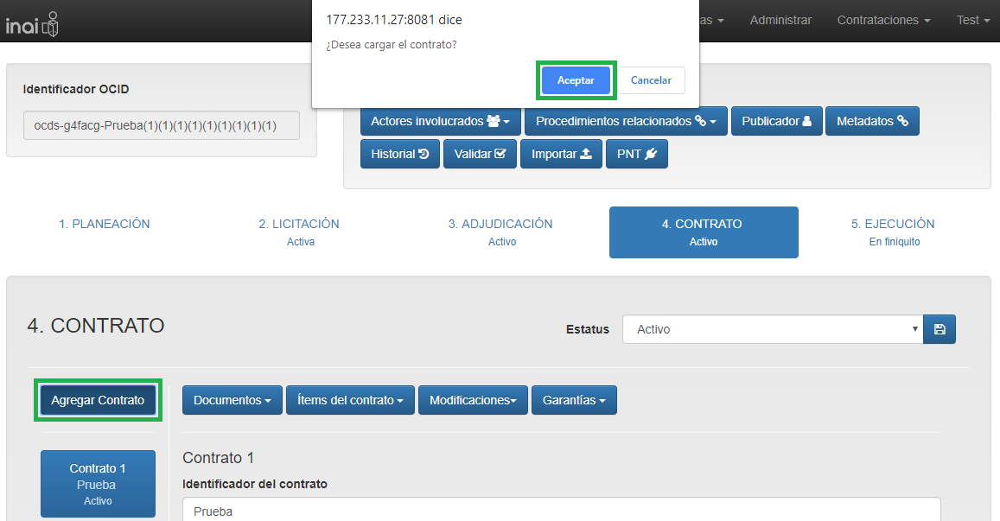 inai
as
Administrar
Contrataciones
Test
177.233.11.27:8081 dice
¿Desea cargar el contrato?
Aceptar
Cancelar
Identificador OCID
ocds-g4facg-Prueba(1)(1)(1)(1)(1)(1)(1)(1)(1)
Actores involucrados
Procedimientos relacionados
Publicador
Metadatos
Historial
Validar
Importar
PNT
1. PLANEACIÓN
2. LICITACIÓN
Activa
3. ADJUDICACIÓN
Activo
4. CONTRATO
Activo
5. EJECUCIÓN
En finiquito
4. CONTRATO
Estatus
Activo
Agregar Contrato
Documentos
Ítems del contrato
Modificaciones
Garantías
Contrato 1
Prueba
Activo
Contrato 1
Identificador del contrato
Prueba